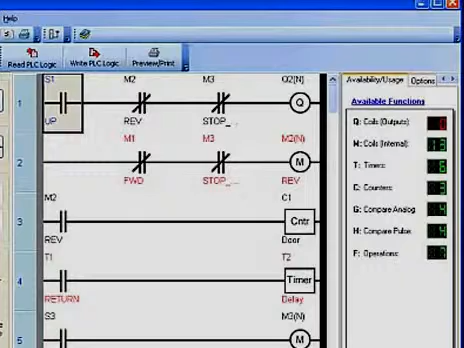 Help
Read PLC Logic Write PLC Logic Preview/Print
Availability/Usage Options
Available Functions
Q: Coils (Outputs):
M: Coils (Internal):
T: Timers:
C: Counters:
G: Compare Analog:
H: Compare Pulse:
F: Operations:
S1 M2 M3 Q2(N)
1 Q
UP REV STOP_...
M1 M3 M2(N)
2 M
FWD STOP_... REV
M2 C1
3 Cntr
REV Door
T1 T2
4 Timer
RETURN Delay
S3 M3(N)
5 M